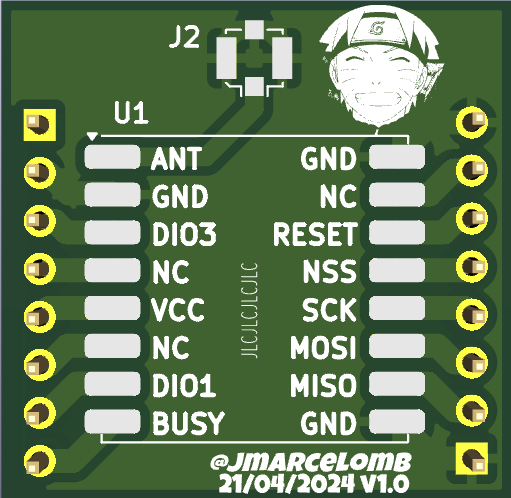 J2
U1
ANT GND
GND NC
DIO3 RESET
NC NSS
VCC SCK
NC MOSI
DIO1 MISO
BUSY GND
JLCJLCJLCJLC
@JMARCELOMB
21/04/2024 V1.0